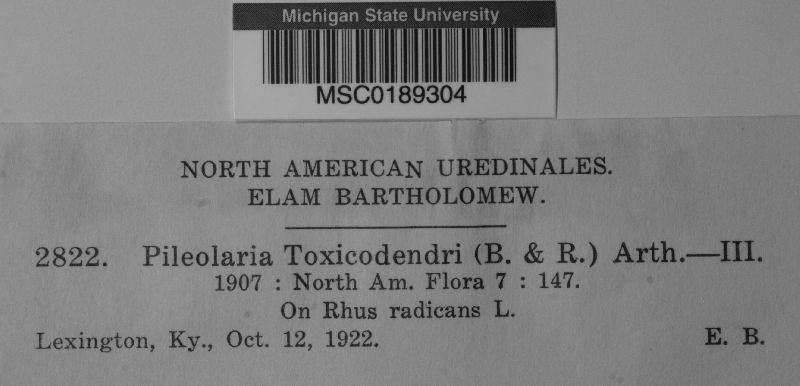 Michigan State University
MSC0189304
NORTH AMERICAN UREDINALES.
ELAM BARTHOLOMEW.
2822. Pileolaria Toxicodendri (B. & R.) Arth.—III.
1907 : North Am. Flora 7 : 147.
On Rhus radicans L.
Lexington, Ky., Oct. 12, 1922. E. B.